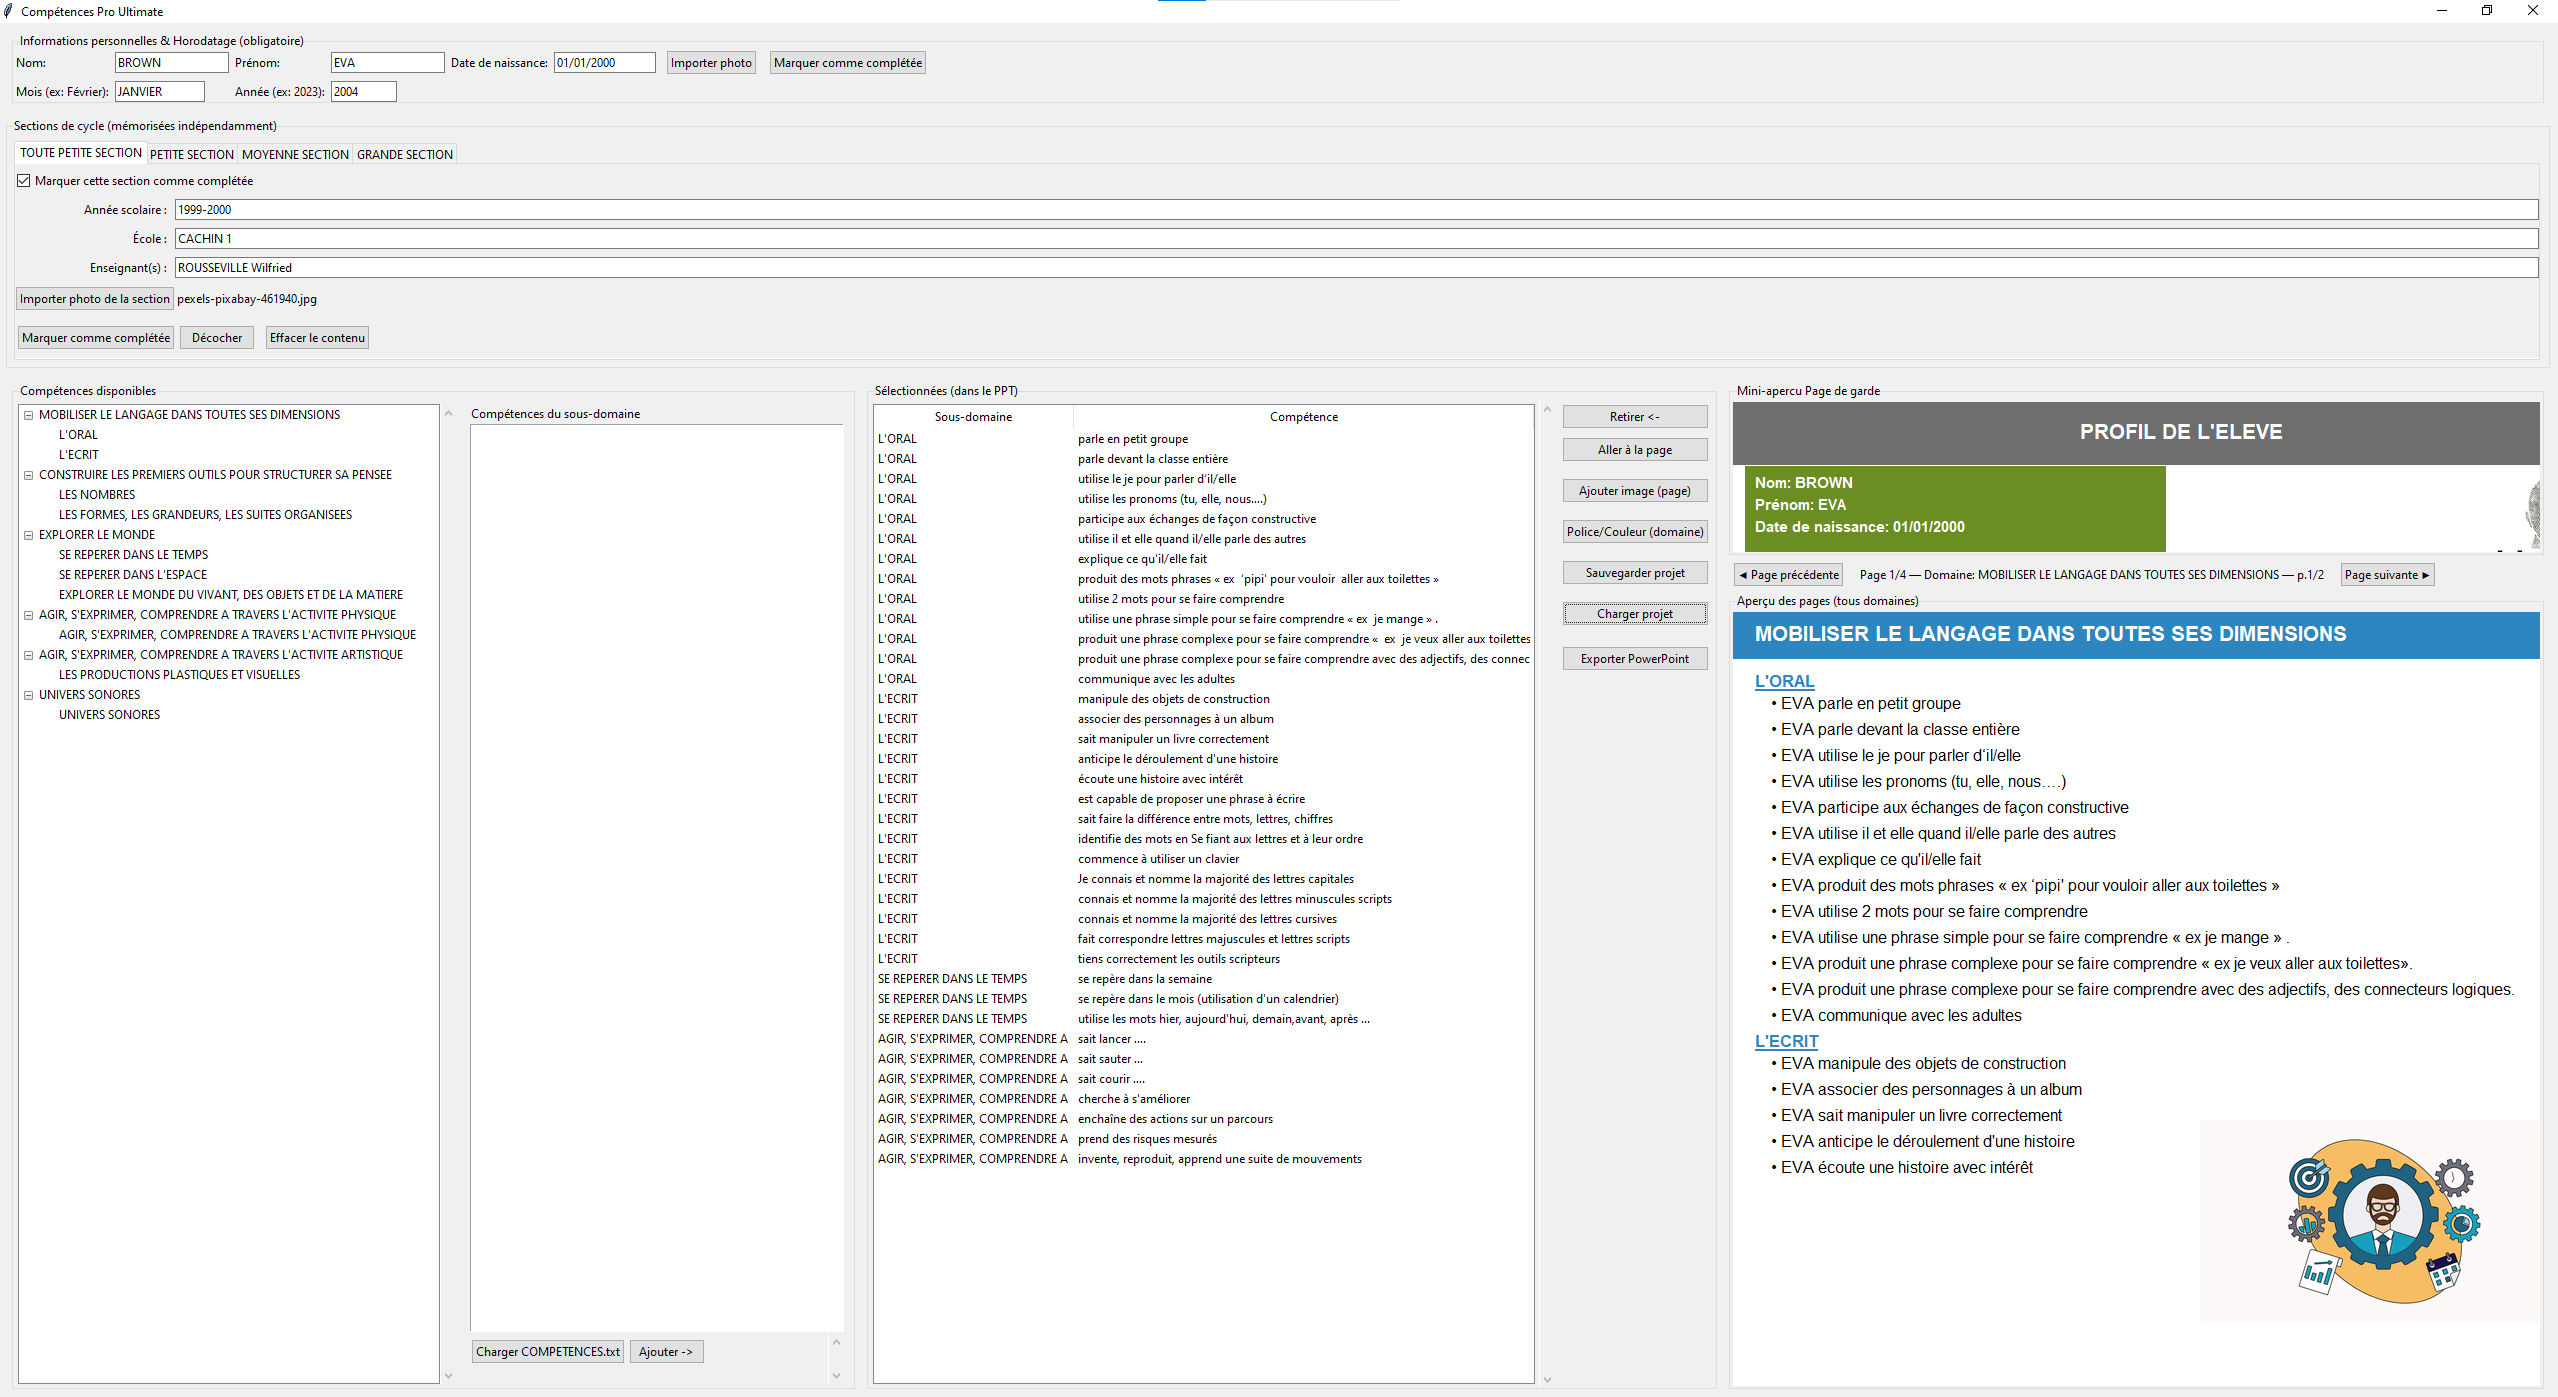 Compétences Pro Ultimate
Informations personnelles & Horodatage (obligatoire)
Nom: BROWN Prénom: EVA Date de naissance: 01/01/2000 Importer photo Marquer comme complétée
Mois (ex: Février): JANVIER Année (ex: 2023): 2004
Sections de cycle (mémorisées indépendamment)
TOUTE PETITE SECTION PETITE SECTION MOYENNE SECTION GRANDE SECTION
Marquer cette section comme complétée
Année scolaire : 1999-2000
École : CACHIN 1
Enseignant(s) : ROUSSEVILLE Wilfried
Importer photo de la section pexels-pixabay-461940.jpg
Marquer comme complétée Décocher Effacer le contenu
Compétences disponibles
MOBILISER LE LANGAGE DANS TOUTES SES DIMENSIONS
L'ORAL
L'ECRIT
CONSTRUIRE LES PREMIERS OUTILS POUR STRUCTURER SA PENSEE
LES NOMBRES
LES FORMES, LES GRANDEURS, LES SUITES ORGANISEES
EXPLORER LE MONDE
SE REPERER DANS LE TEMPS
SE REPERER DANS L'ESPACE
EXPLORER LE MONDE DU VIVANT, DES OBJETS ET DE LA MATIERE
AGIR, S'EXPRIMER, COMPRENDRE A TRAVERS L'ACTIVITE PHYSIQUE
AGIR, S'EXPRIMER, COMPRENDRE A TRAVERS L'ACTIVITE PHYSIQUE
AGIR, S'EXPRIMER, COMPRENDRE A TRAVERS L'ACTIVITE ARTISTIQUE
LES PRODUCTIONS PLASTIQUES ET VISUELLES
UNIVERS SONORES
UNIVERS SONORES
Compétences du sous-domaine
Charger COMPETENCES.txt Ajouter ->
Sélectionnées (dans le PPT)
Sous-domaine Compétence
L'ORAL parle en petit groupe
L'ORAL parle devant la classe entière
L'ORAL utilise le je pour parler d'il/elle
L'ORAL utilise les pronoms (tu, elle, nous....)
L'ORAL participe aux échanges de façon constructive
L'ORAL utilise il et elle quand il/elle parle des autres
L'ORAL explique ce qu'il/elle fait
L'ORAL produit des mots phrases « ex ‘pipi' pour vouloir aller aux toilettes »
L'ORAL utilise 2 mots pour se faire comprendre
L'ORAL utilise une phrase simple pour se faire comprendre « ex je mange » .
L'ORAL produit une phrase complexe pour se faire comprendre « ex je veux aller aux toilettes
L'ORAL produit une phrase complexe pour se faire comprendre avec des adjectifs, des connec
L'ORAL communique avec les adultes
L'ECRIT manipule des objets de construction
L'ECRIT associer des personnages à un album
L'ECRIT sait manipuler un livre correctement
L'ECRIT anticipe le déroulement d'une histoire
L'ECRIT écoute une histoire avec intérêt
L'ECRIT est capable de proposer une phrase à écrire
L'ECRIT sait faire la différence entre mots, lettres, chiffres
L'ECRIT identifie des mots en Se fiant aux lettres et à leur ordre
L'ECRIT commence à utiliser un clavier
L'ECRIT Je connais et nomme la majorité des lettres capitales
L'ECRIT connais et nomme la majorité des lettres minuscules scripts
L'ECRIT connais et nomme la majorité des lettres cursives
L'ECRIT fait correspondre lettres majuscules et lettres scripts
L'ECRIT tiens correctement les outils scripteurs
SE REPERER DANS LE TEMPS se repère dans la semaine
SE REPERER DANS LE TEMPS se repère dans le mois (utilisation d'un calendrier)
SE REPERER DANS LE TEMPS utilise les mots hier, aujourd'hui, demain,avant, après ...
AGIR, S'EXPRIMER, COMPRENDRE A sait lancer ....
AGIR, S'EXPRIMER, COMPRENDRE A sait sauter ...
AGIR, S'EXPRIMER, COMPRENDRE A sait courir ....
AGIR, S'EXPRIMER, COMPRENDRE A cherche à s'améliorer
AGIR, S'EXPRIMER, COMPRENDRE A enchaîne des actions sur un parcours
AGIR, S'EXPRIMER, COMPRENDRE A prend des risques mesurés
AGIR, S'EXPRIMER, COMPRENDRE A invente, reproduit, apprend une suite de mouvements
Retirer <-
Aller à la page
Ajouter image (page)
Police/Couleur (domaine)
Sauvegarder projet
Charger projet
Exporter PowerPoint
Mini-apercu Page de garde
PROFIL DE L'ELEVE
Nom: BROWN
Prénom: EVA
Date de naissance: 01/01/2000
◄ Page précédente Page 1/4 — Domaine: MOBILISER LE LANGAGE DANS TOUTES SES DIMENSIONS — p.1/2 Page suivante ►
Aperçu des pages (tous domaines)
MOBILISER LE LANGAGE DANS TOUTES SES DIMENSIONS
L'ORAL
• EVA parle en petit groupe
• EVA parle devant la classe entière
• EVA utilise le je pour parler d'il/elle
• EVA utilise les pronoms (tu, elle, nous....)
• EVA participe aux échanges de façon constructive
• EVA utilise il et elle quand il/elle parle des autres
• EVA explique ce qu'il/elle fait
• EVA produit des mots phrases « ex ‘pipi' pour vouloir aller aux toilettes »
• EVA utilise 2 mots pour se faire comprendre
• EVA utilise une phrase simple pour se faire comprendre « ex je mange » .
• EVA produit une phrase complexe pour se faire comprendre « ex je veux aller aux toilettes».
• EVA produit une phrase complexe pour se faire comprendre avec des adjectifs, des connecteurs logiques.
• EVA communique avec les adultes
L'ECRIT
• EVA manipule des objets de construction
• EVA associer des personnages à un album
• EVA sait manipuler un livre correctement
• EVA anticipe le déroulement d'une histoire
• EVA écoute une histoire avec intérêt